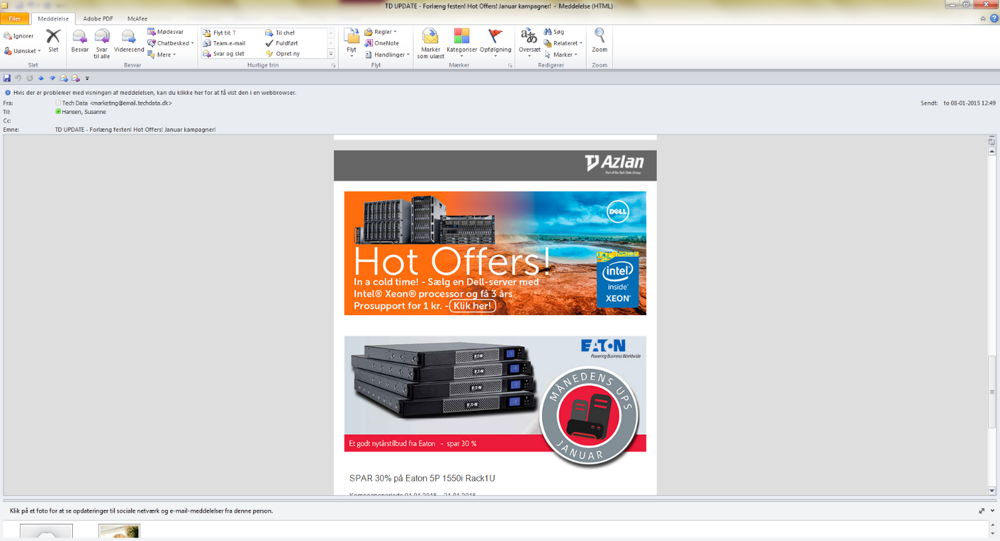 TD UPDATE - Forlæng festen! Hot Offers! Januar kampagner! - Meddelelse (HTML)
Filer Meddelelse Adobe PDF McAfee
Ignorer
Uønsket
Slet
Slet
Besvar
Svar til alle
Videresend
Mødesvar
Chatbesked
Mere
Besvar
Flyt til: ?
Til chef
Team-e-mail
Fuldført
Svar og slet
Opret ny
Hurtige trin
Flyt
Regler
OneNote
Handlinger
Flyt
Markér som ulæst
Kategoriser
Opfølgning
Mærker
Oversæt
Søg
Relateret
Marker
Redigerer
Zoom
Zoom
Hvis der er problemer med visningen af meddelelsen, kan du klikke her for at få vist den i en webbrowser.
Fra: Tech Data <marketing@email.techdata.dk>
Sendt: to 08-01-2015 12:49
Til: Hansen, Susanne
Cc:
Emne: TD UPDATE - Forlæng festen! Hot Offers! Januar kampagner!
TD Azlan
Part of the Tech Data Group
DELL
Hot Offers!
In a cold time! - Sælg en Dell-server med
Intel® Xeon® processor og få 3 års
Prosupport for 1 kr. - Klik her!
intel
inside™
XEON®
EATON
Powering Business Worldwide
EATON
EATON
EATON
EATON
MÅNEDENS UPS
JANUAR
Et godt nytårstilbud fra Eaton - spar 30 %
SPAR 30% på Eaton 5P 1550i Rack1U
Kampagneperiode 01.01.2015 - 31.01.2015
Klik på et foto for at se opdateringer til sociale netværk og e-mail-meddelelser fra denne person.